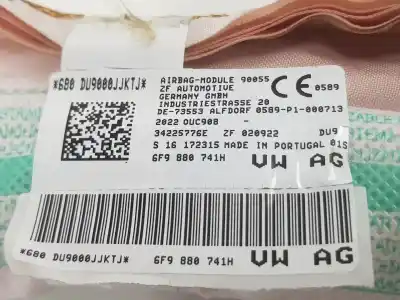 *680 DU9000JJKTJ*
AIRBAG-MODULE 90055
ZF AUTOMOTIVE
GERMANY GMBH
INDUSTRIESTRASSE 20
DE-73553 ALFDORF 0589-P1-000713
CE 0589
2022 OUC908 -
34225776E ZF 020922 DU9
S 16 172315 MADE IN PORTUGAL 01S
6F9 880 741H VW AG
*680 DU9000JJKTJ* 6F9 880 741H VW AG